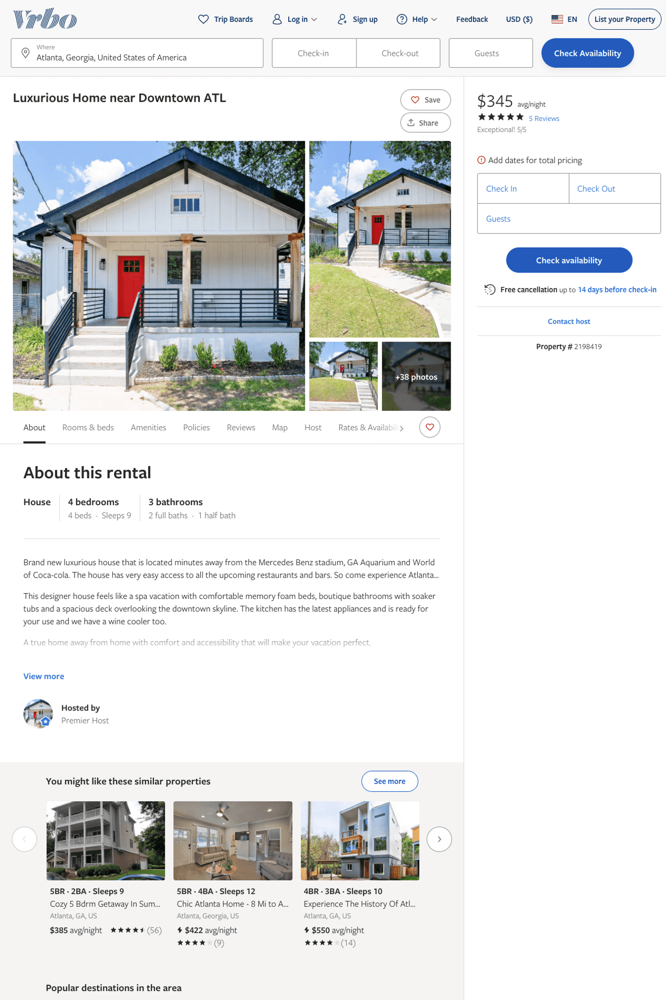 Vrbo
Trip Boards
Log in
Sign up
Help
Feedback
USD ($)
EN
List your Property
Where
Atlanta, Georgia, United States of America
Check-in
Check-out
Guests
Check Availability
Luxurious Home near Downtown ATL
Save
Share
941
+38 photos
$345 avg/night
5 Reviews
Exceptional! 5/5
Add dates for total pricing
Check In
Check Out
Guests
Check availability
Free cancellation up to 14 days before check-in
Contact host
Property # 2198419
About
Rooms & beds
Amenities
Policies
Reviews
Map
Host
Rates & Availabili
About this rental
House
4 bedrooms
4 beds · Sleeps 9
3 bathrooms
2 full baths · 1 half bath
Brand new luxurious house that is located minutes away from the Mercedes Benz stadium, GA Aquarium and World
of Coca-cola. The house has very easy access to all the upcoming restaurants and bars. So come experience Atlanta...
This designer house feels like a spa vacation with comfortable memory foam beds, boutique bathrooms with soaker
tubs and a spacious deck overlooking the downtown skyline. The kitchen has the latest appliances and is ready for
your use and we have a wine cooler too.
A true home away from home with comfort and accessibility that will make your vacation perfect.
View more
Hosted by
Premier Host
You might like these similar properties
See more
5BR · 2BA · Sleeps 9
Cozy 5 Bdrm Getaway In Sum...
Atlanta, GA, US
$385 avg/night
(56)
5BR · 4BA · Sleeps 12
Chic Atlanta Home - 8 Mi to A...
Atlanta, Georgia, US
$422 avg/night
(9)
4BR · 3BA · Sleeps 10
Experience The History Of Atl...
Atlanta, GA, US
$550 avg/night
(14)
Popular destinations in the area